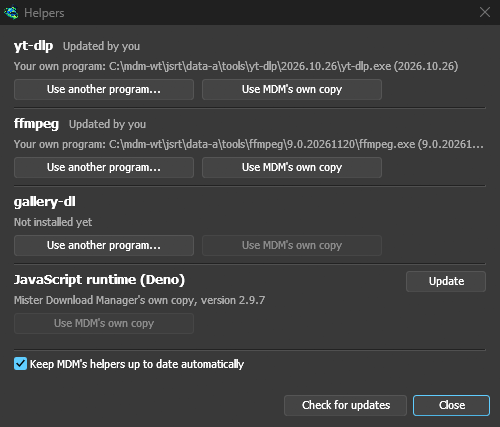 Helpers
yt-dlp Updated by you
Your own program: C:\mdm-wt\jsrt\data-a\tools\yt-dlp\2026.10.26\yt-dlp.exe (2026.10.26)
Use another program... Use MDM's own copy
ffmpeg Updated by you
Your own program: C:\mdm-wt\jsrt\data-a\tools\ffmpeg\9.0.20261120\ffmpeg.exe (9.0.20261...
Use another program... Use MDM's own copy
gallery-dl
Not installed yet
Use another program... Use MDM's own copy
JavaScript runtime (Deno) Update
Mister Download Manager's own copy, version 2.9.7
Use MDM's own copy
Keep MDM's helpers up to date automatically
Check for updates Close